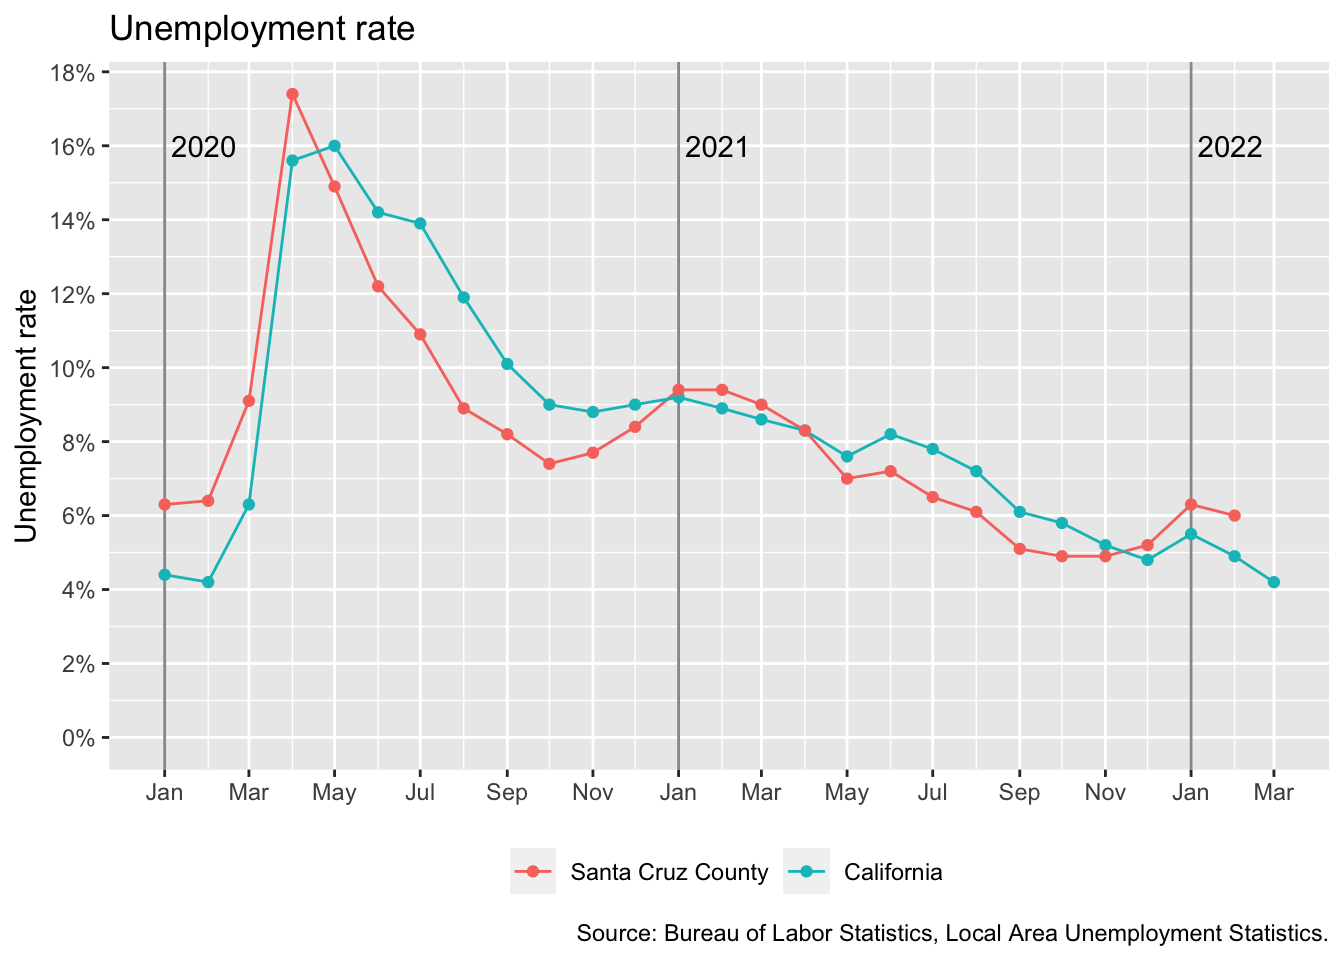 Unemployment rate
18%
16%
14%
12%
10%
8%
6%
4%
2%
0%
Unemployment rate
2020
2021
2022
Jan Mar May Jul Sep Nov Jan Mar May Jul Sep Nov Jan Mar
Santa Cruz County California
Source: Bureau of Labor Statistics, Local Area Unemployment Statistics.